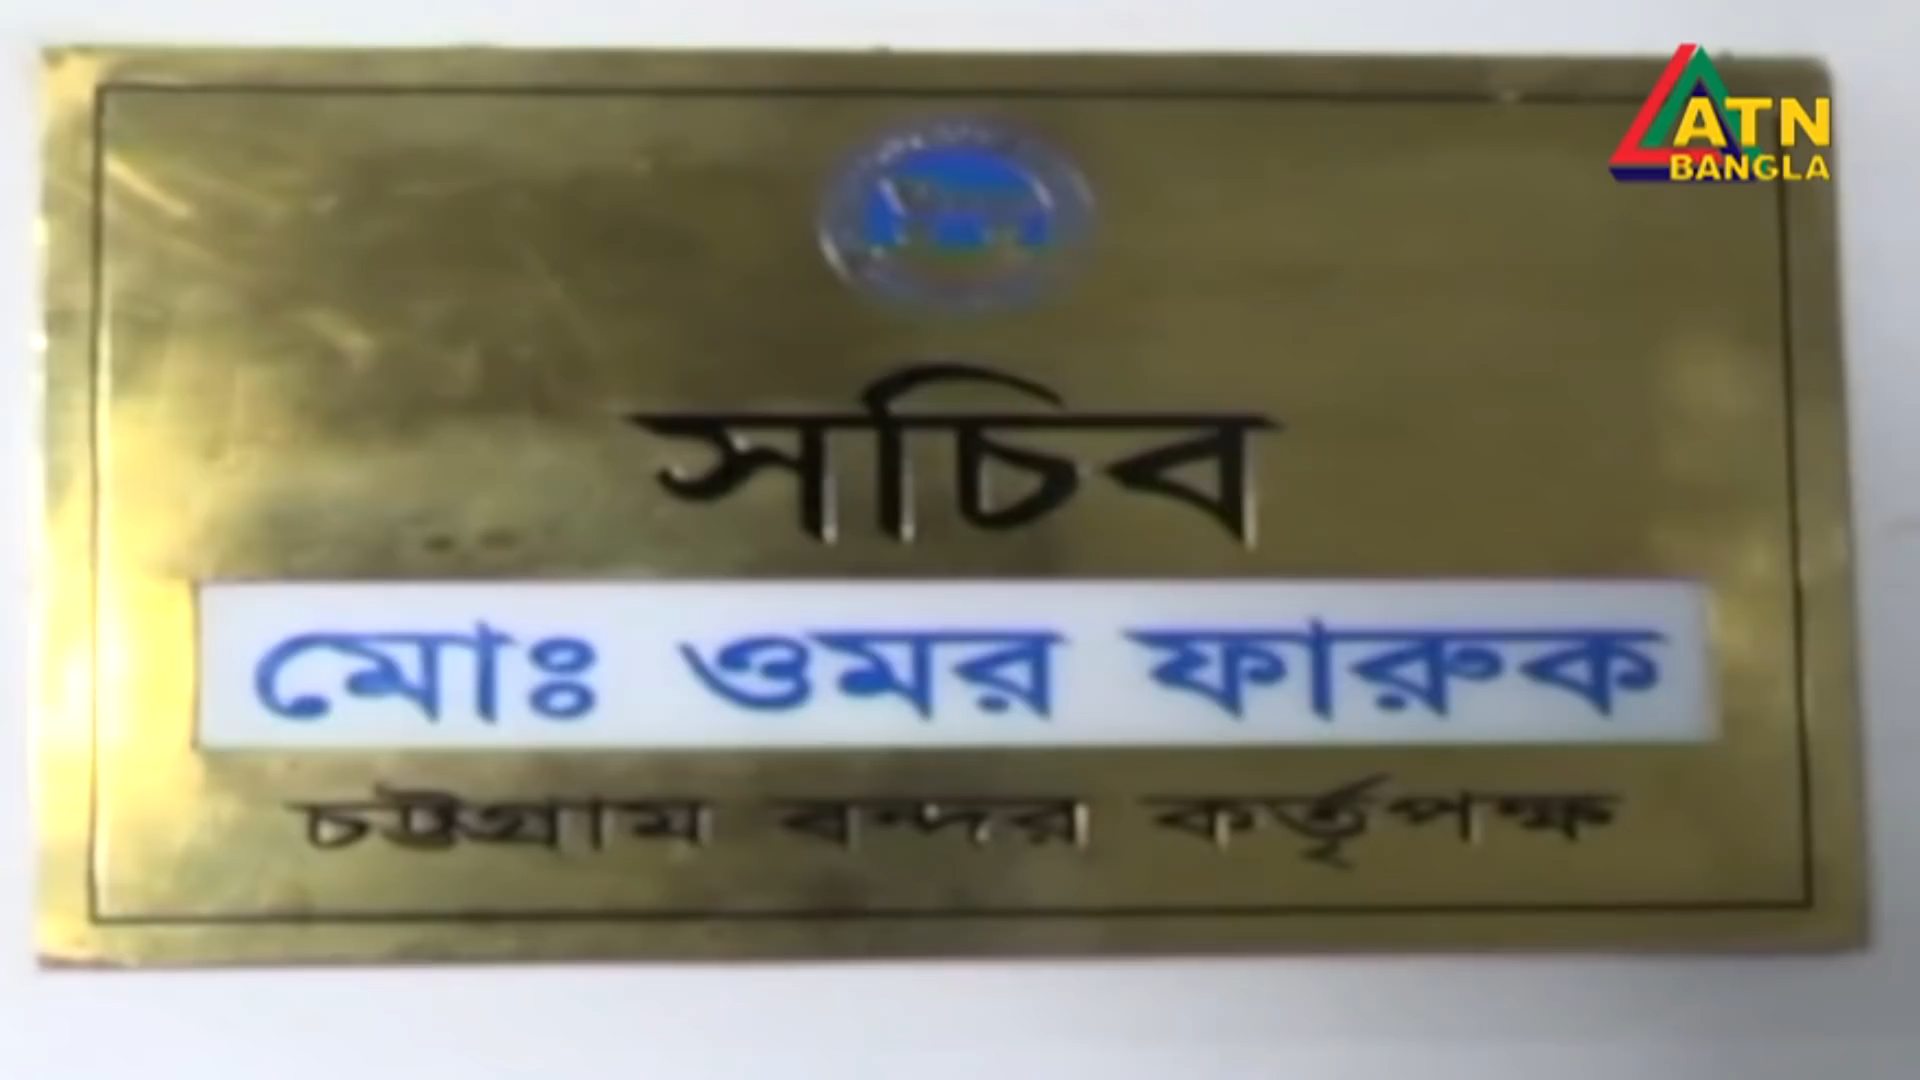 ATN
BANGLA
সচিব
মোঃ ওমর ফারুক
চট্টগ্রাম বন্দর কর্তৃপক্ষ